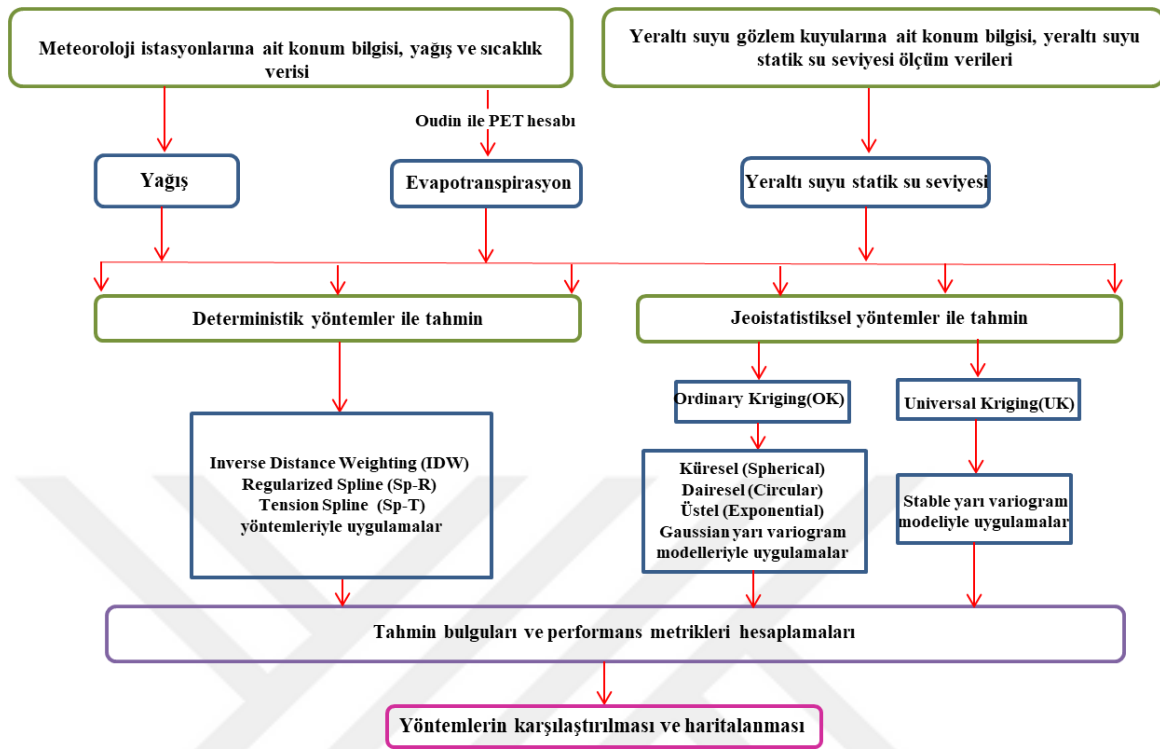 Meteoroloji istasyonlarına ait konum bilgisi, yağış ve sıcaklık
verisi
Yeraltı suyu gözlem kuyularına ait konum bilgisi, yeraltı suyu
statik su seviyesi ölçüm verileri
Oudin ile PET hesabı
Yağış
Evapotranspirasyon
Yeraltı suyu statik su seviyesi
Deterministik yöntemler ile tahmin
Jeoistatistiksel yöntemler ile tahmin
Ordinary Kriging(OK)
Universal Kriging(UK)
Inverse Distance Weighting (IDW)
Regularized Spline (Sp-R)
Tension Spline (Sp-T)
yöntemleriyle uygulamalar
Küresel (Spherical)
Dairesel (Circular)
Üstel (Exponential)
Gaussian yarı variogram
modelleriyle uygulamalar
Stable yarı variogram
modeliyle uygulamalar
Tahmin bulguları ve performans metrikleri hesaplamaları
Yöntemlerin karşılaştırılması ve haritalanması